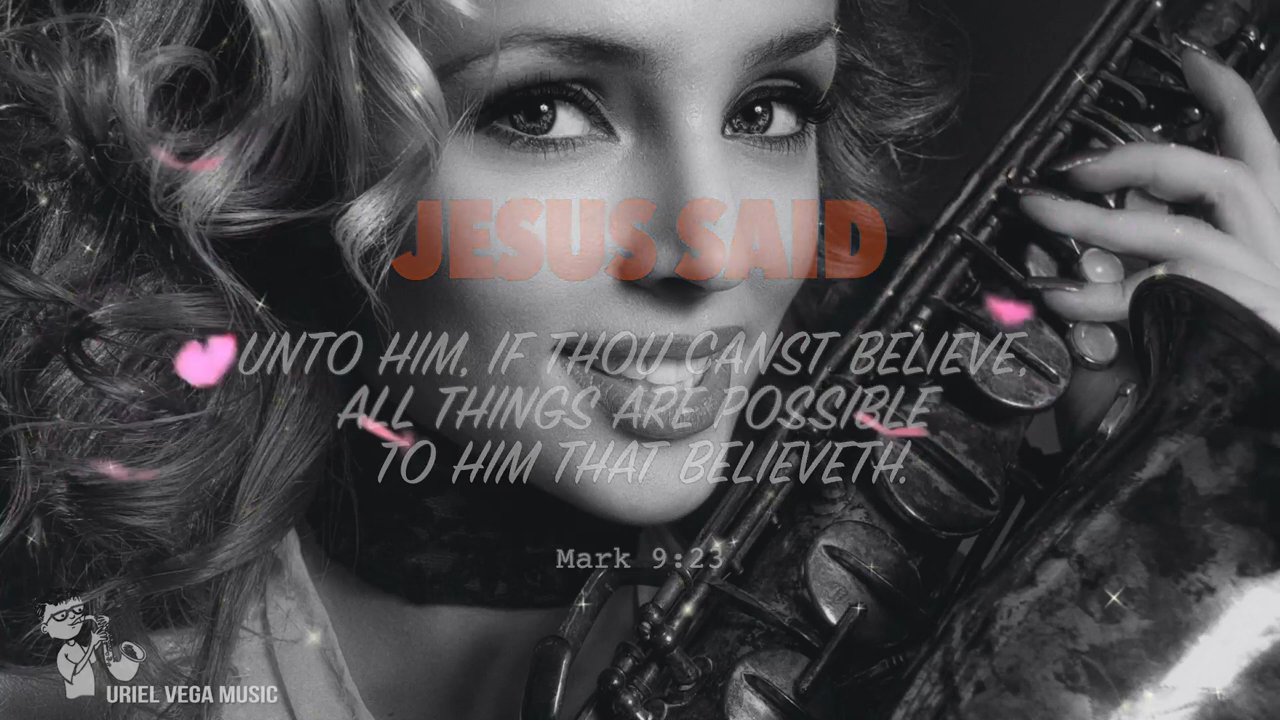 JESUS SAID
UNTO HIM, IF THOU CANST BELIEVE,
ALL THINGS ARE POSSIBLE
TO HIM THAT BELIEVETH.
Mark 9:23
URIEL VEGA MUSIC